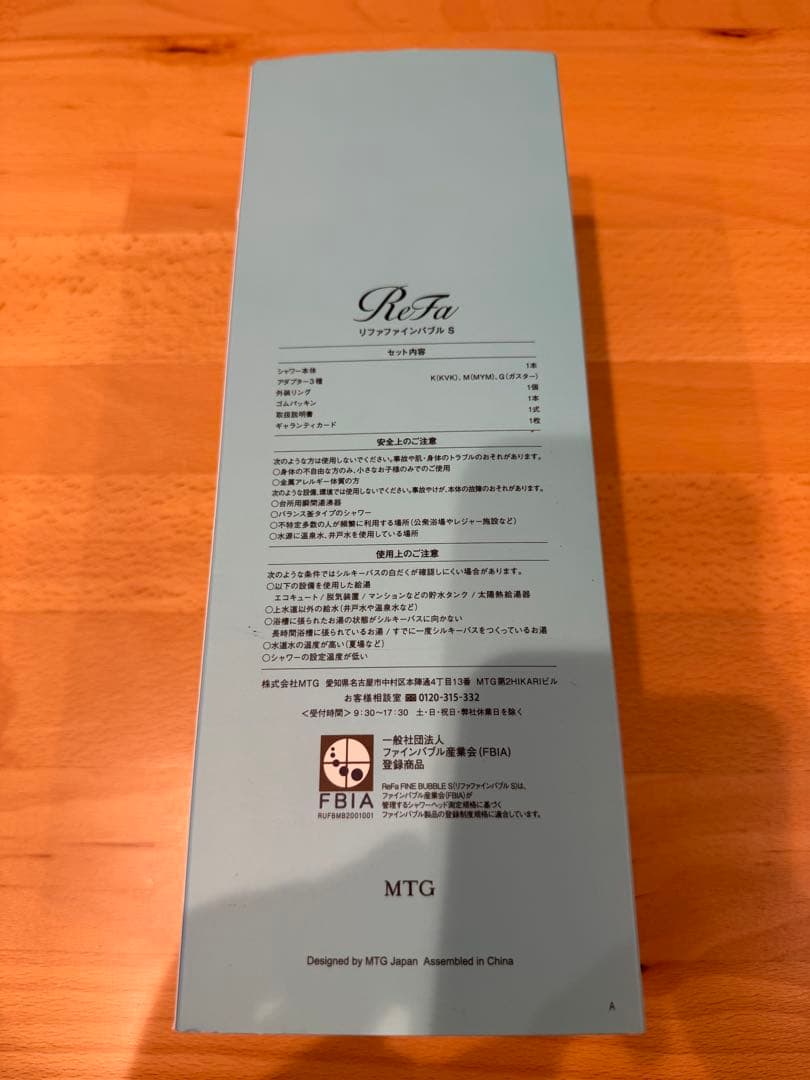 ReFa
リファファインバブル S
セット内容
シャワー本体 1本
アダプター3種 K(KVK)、M(MYM)、G(ガスター)
外装リング 1個
ゴムパッキン 1本
取扱説明書 1式
ギャランティカード 1枚
安全上のご注意
次のような方は使用しないでください。事故や肌・身体のトラブルのおそれがあります。
○身体の不自由な方のみ、小さなお子様のみでのご使用
○金属アレルギー体質の方
次のような設備、環境では使用しないでください。事故やけが、本体の故障のおそれがあります。
○台所用瞬間湯沸器
○バランス釜タイプのシャワー
○不特定多数の人が頻繁に利用する場所(公衆浴場やレジャー施設など)
○水源に温泉水、井戸水を使用している場所
使用上のご注意
次のような条件ではシルキーバスの白だくが確認しにくい場合があります。
○以下の設備を使用した給湯
エコキュート / 脱気装置 / マンションなどの貯水タンク / 太陽熱給湯器
○上水道以外の給水(井戸水や温泉水など)
○浴槽に張られたお湯の状態がシルキーバスに向かない
長時間浴槽に張られているお湯 / すでに一度シルキーバスをつくっているお湯
○水道水の温度が高い(夏場など)
○シャワーの設定温度が低い
株式会社MTG 愛知県名古屋市中村区本陣通4丁目13番 MTG第2HIKARIビル
お客様相談室 0120-315-332
＜受付時間＞9:30〜17:30 土・日・祝日・弊社休業日を除く
一般社団法人
ファインバブル産業会(FBIA)
登録商品
FBIA
RUFBMB2001001
ReFa FINE BUBBLE S(リファファインバブル S)は、
ファインバブル産業会(FBIA)が
管理するシャワーヘッド測定規格に基づく
ファインバブル製品の登録制度規格に適合しています。
MTG
Designed by MTG Japan Assembled in China
A